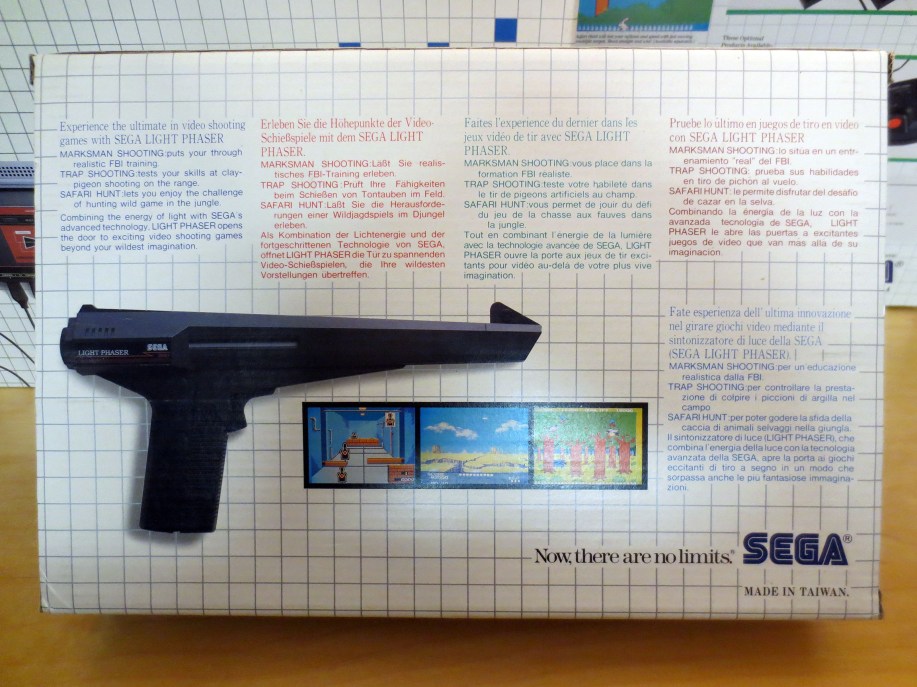 Experience the ultimate in video shooting
games with SEGA LIGHT PHASER
MARKSMAN SHOOTING:puts your through
realistic FBI training.
TRAP SHOOTING:tests your skills at clay-
pigeon shooting on the range.
SAFARI HUNT:lets you enjoy the challenge
of hunting wild game in the jungle.
Combining the energy of light with SEGA's
advanced technology, LIGHT PHASER opens
the door to exciting video shooting games
beyond your wildest imagination.
Erleben Sie die Höhepunkte der Video-
Schießspiele mit dem SEGA LIGHT
PHASER.
MARKSMAN SHOOTING:Läßt Sie realis-
tisches FBI-Training erleben.
TRAP SHOOTING:Prüft Ihre Fähigkeiten
beim Schießen von Tontauben im Feld.
SAFARI HUNT:Läßt Sie die Herausforde-
rungen einer Wildjagdspiels im Djungel
erleben.
Als Kombination der Lichtenergie und der
fortgeschrittenen Technologie von SEGA,
öffnet LIGHT PHASER die Tür zu spannenden
Video-Schießspielen, die Ihre wildesten
Vorstellungen übertreffen.
Faites l'experience du dernier dans les
jeux vidéo de tir avec SEGA LIGHT
PHASER.
MARKSMAN SHOOTING:vous place dans la
formation FBI réaliste.
TRAP SHOOTING:teste votre habileté dans
le tir de pigeons artificiels au champ.
SAFARI HUNT:vous permet de jouir du défi
du jeu de la chasse aux fauves dans
la jungle.
Tout en combinant l'énergie de la lumière
avec la technologie avancée de SEGA, LIGHT
PHASER ouvre la porte aux jeux de tir exci-
tants pour vidéo au-delà de votre plus vive
imagination.
Pruebe lo último en juegos de tiro en video
con SEGA LIGHT PHASER
MARKSMAN SHOOTING:lo situa en un entr-
enamiento "real" del FBI.
TRAP SHOOTING: prueba sus habilidades
en tiro de pichon al vuelo.
SAFARI HUNT:le permite disfrutar del desafío
de cazar en la selva.
Combinando la énergia de la luz con la
avanzada tecnologia de SEGA, LIGHT
PHASER le abre las puertas a excitantes
juegos de video que van más alla de su
imaginacion.
Fate esperienza dell'ultima innovazione
nel girare giochi video mediante il
sintonizzatore di luce della SEGA
(SEGA LIGHT PHASER).
MARKSMAN SHOOTING:per un educazione
realistica dalla FBI.
TRAP SHOOTING:per controllare la presta-
zione di colpire i piccioni di argilla nel
campo
SAFARI HUNT:per poter godere la sfida della
caccia di animali selvaggi nella giungla.
Il sintonizzatore di luce (LIGHT PHASER), che
combina l'energia della luce con la tecnologia
avanzata della SEGA, apre la porta ai giochi
eccitanti di tiro a segno in un modo che
sorpassa anche le più fantasiose immagina-
zioni.
LIGHT PHASER SEGA
Now, there are no limits.® SEGA®
MADE IN TAIWAN.